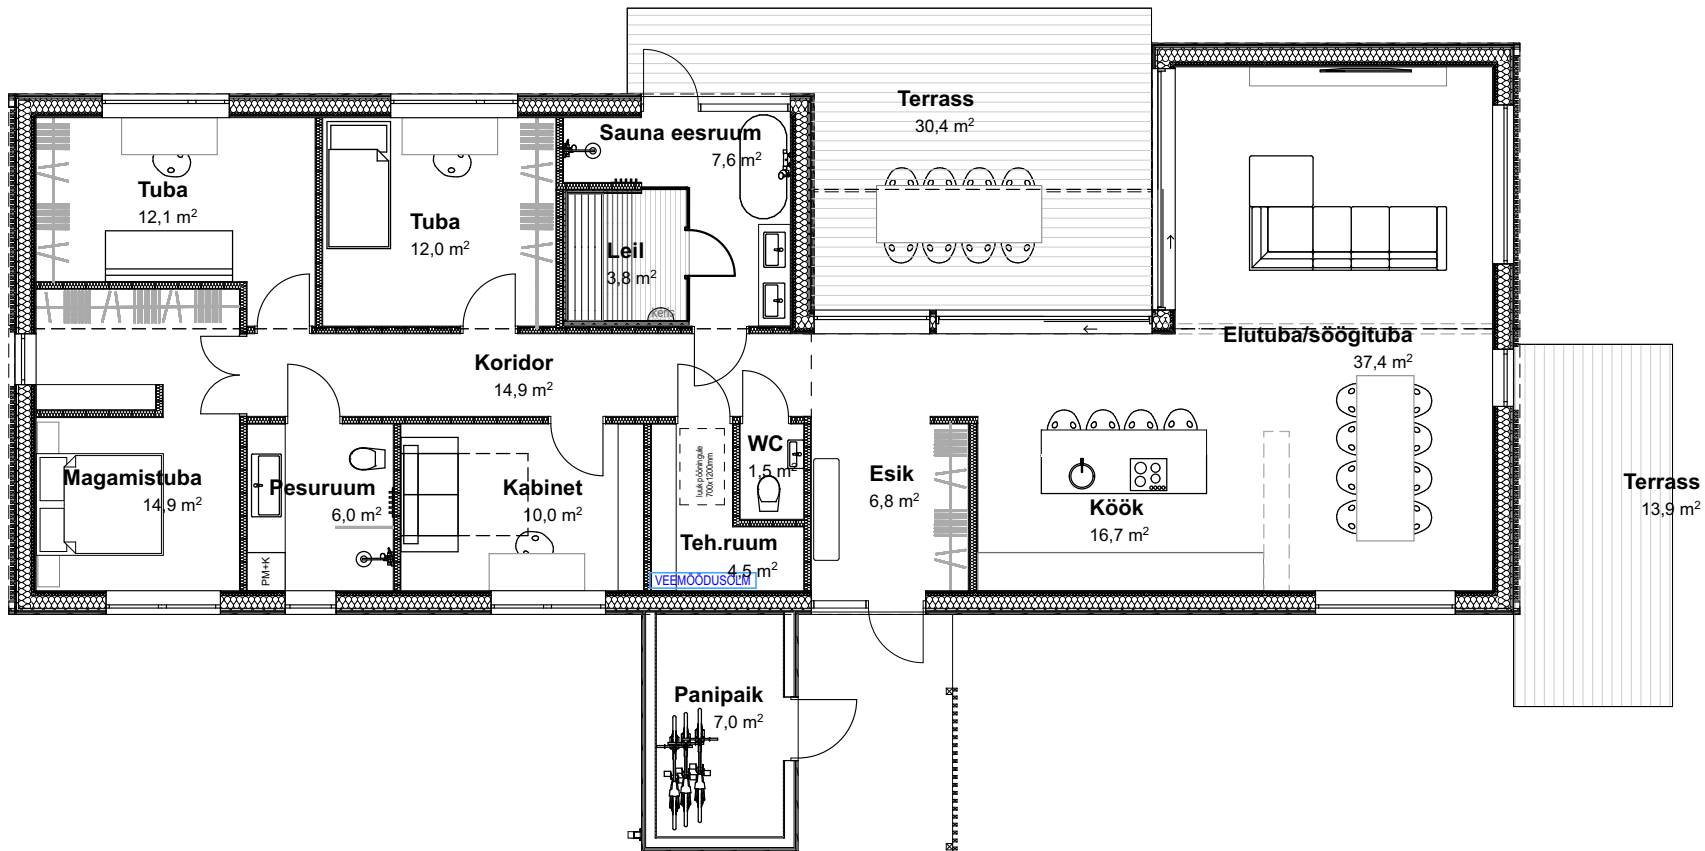 Terrass
30,4 m²
Sauna eesruum
7,6 m²
Tuba
12,1 m²
Tuba
12,0 m²
Leil
3,8 m²
Keris
Elutuba/söögituba
37,4 m²
Koridor
14,9 m²
WC
1,5 m²
luuk pööningule
700x1200mm
Magamistuba
14,9 m²
Pesuruum
6,0 m²
Kabinet
10,0 m²
Esik
6,8 m²
Köök
16,7 m²
Terrass
13,9 m²
Teh.ruum
4,5 m²
PM+K
VEEMÕÕDUSÕLM
Panipaik
7,0 m²